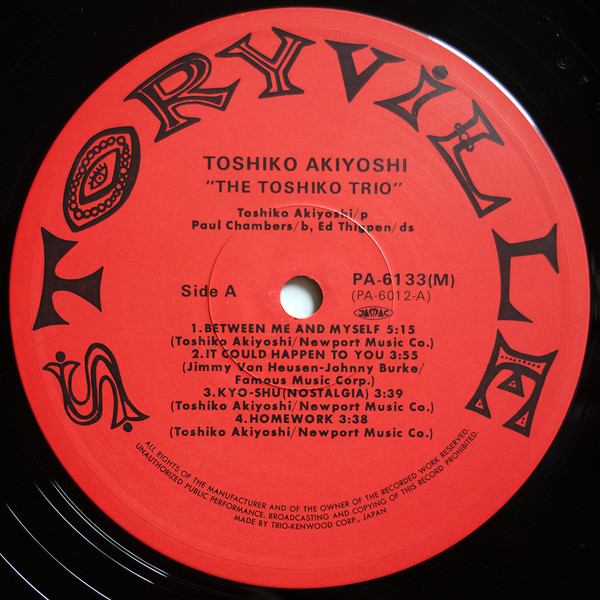 STORYVILLE
TOSHIKO AKIYOSHI
"THE TOSHIKO TRIO"
Toshiko Akiyoshi/p
Paul Chambers/b, Ed Thigpen/ds
Side A
PA-6133(M)
(PA-6012-A)
JASRAC
1.BETWEEN ME AND MYSELF 5:15
(Toshiko Akiyoshi/Newport Music Co.)
2.IT COULD HAPPEN TO YOU 3:55
(Jimmy Van Heusen-Johnny Burke/
Famous Music Corp.)
3.KYO-SHU(NOSTALGIA) 3:39
(Toshiko Akiyoshi/Newport Music Co.)
4.HOMEWORK 3:38
(Toshiko Akiyoshi/Newport Music Co.)
ALL RIGHTS OF THE MANUFACTURER AND OF THE OWNER OF THE RECORDED WORK RESERVED.
UNAUTHORIZED PUBLIC PERFORMANCE. BROADCASTING AND COPYING OF THIS RECORD PROHIBITED.
MADE BY TRIO-KENWOOD CORP., JAPAN